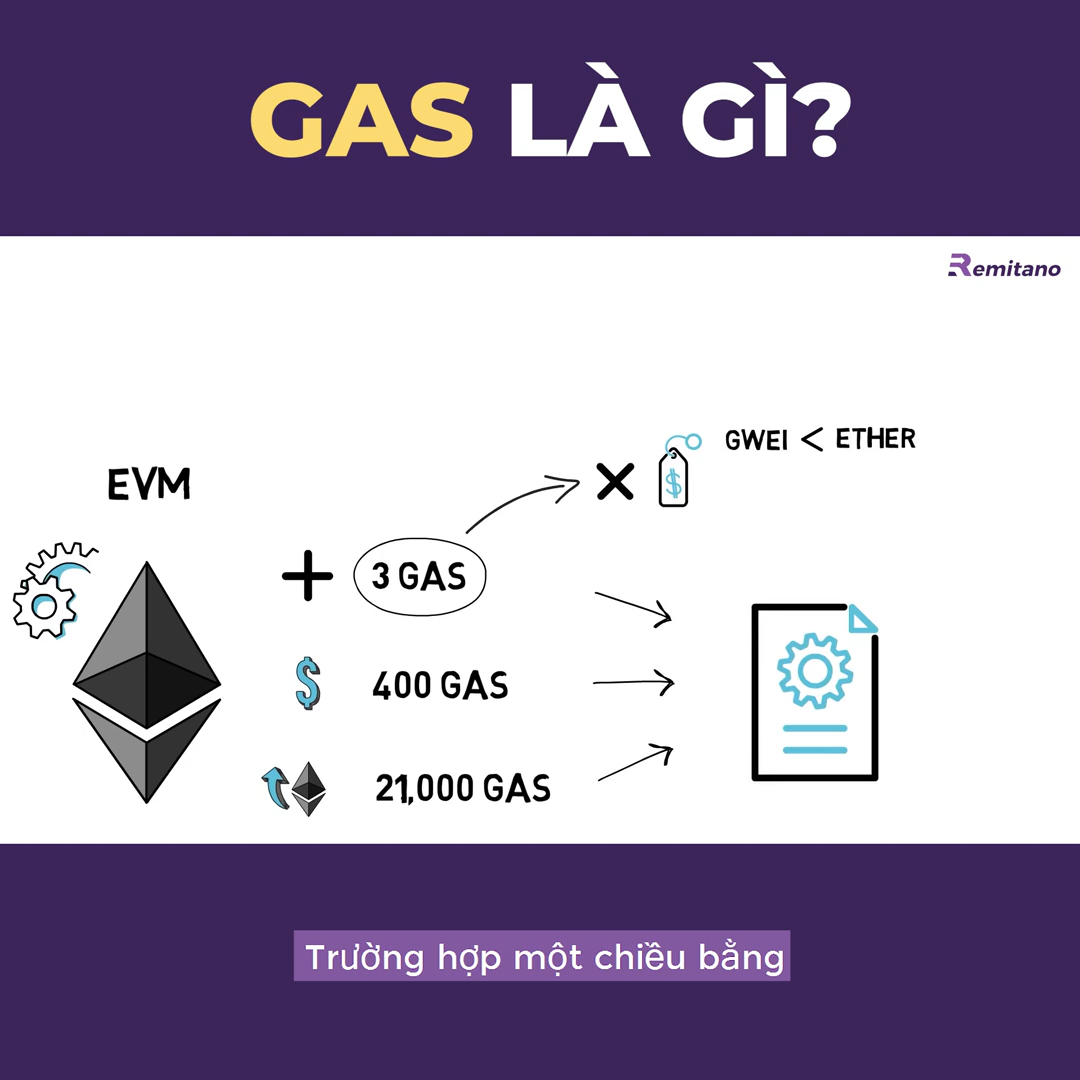 GAS LÀ GÌ?
Remitano
GWEI < ETHER
EVM
+ 3 GAS ×
$
$ 400 GAS
21,000 GAS
Trường hợp một chiều bằng